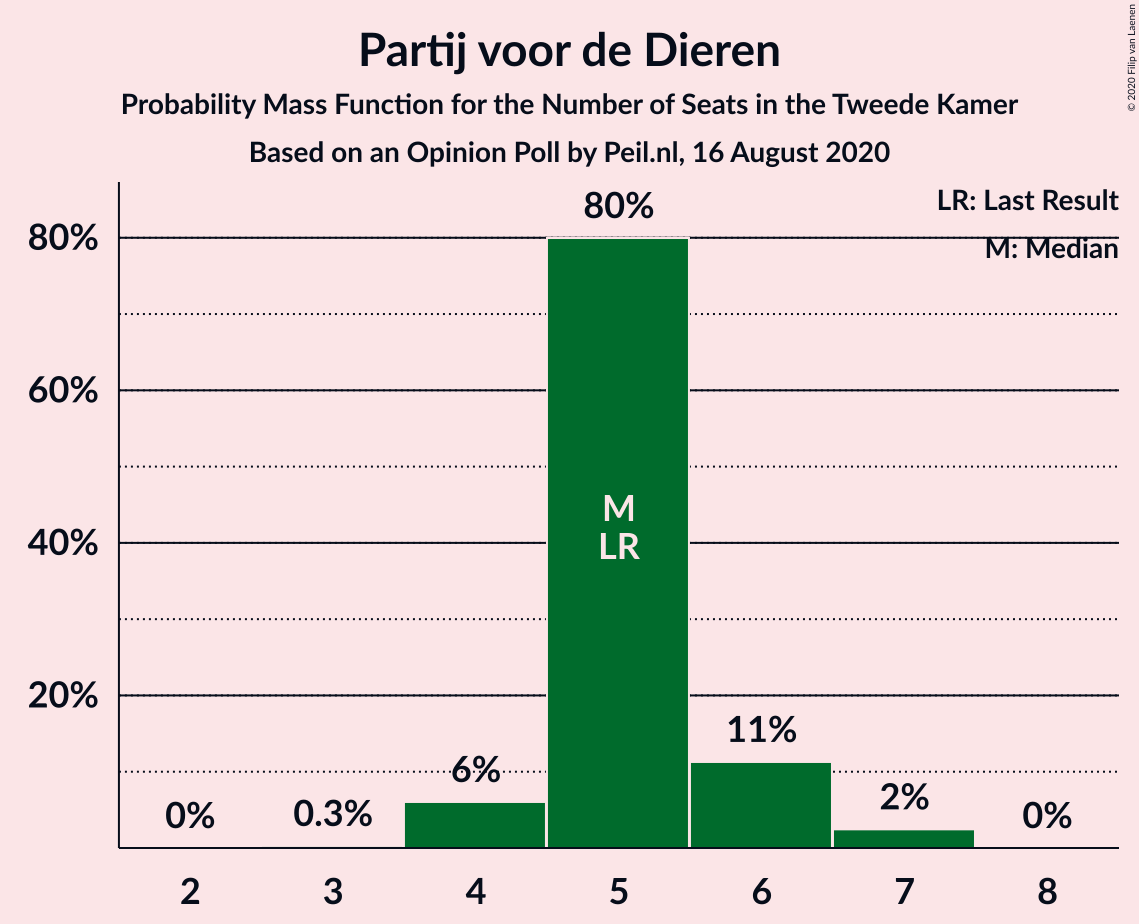 Partij voor de Dieren
Probability Mass Function for the Number of Seats in the Tweede Kamer
Based on an Opinion Poll by Peil.nl, 16 August 2020
© 2020 Filip van Laenen
LR: Last Result
M: Median
80%
60%
40%
20%
0%
0.3%
6%
80%
11%
2%
0%
M
LR
2
3
4
5
6
7
8